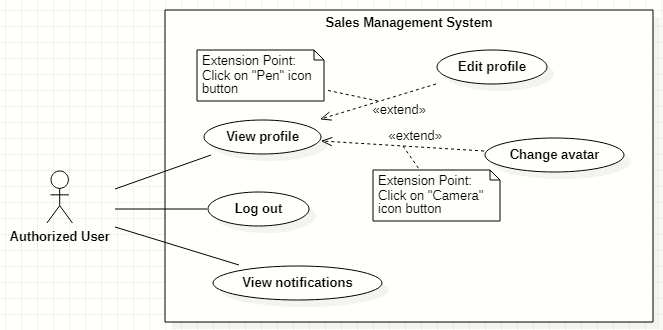 Sales Management System
Extension Point:
Click on "Pen" icon
button
Edit profile
«extend»
View profile
«extend»
Change avatar
Extension Point:
Click on "Camera"
icon button
Log out
Authorized User
View notifications